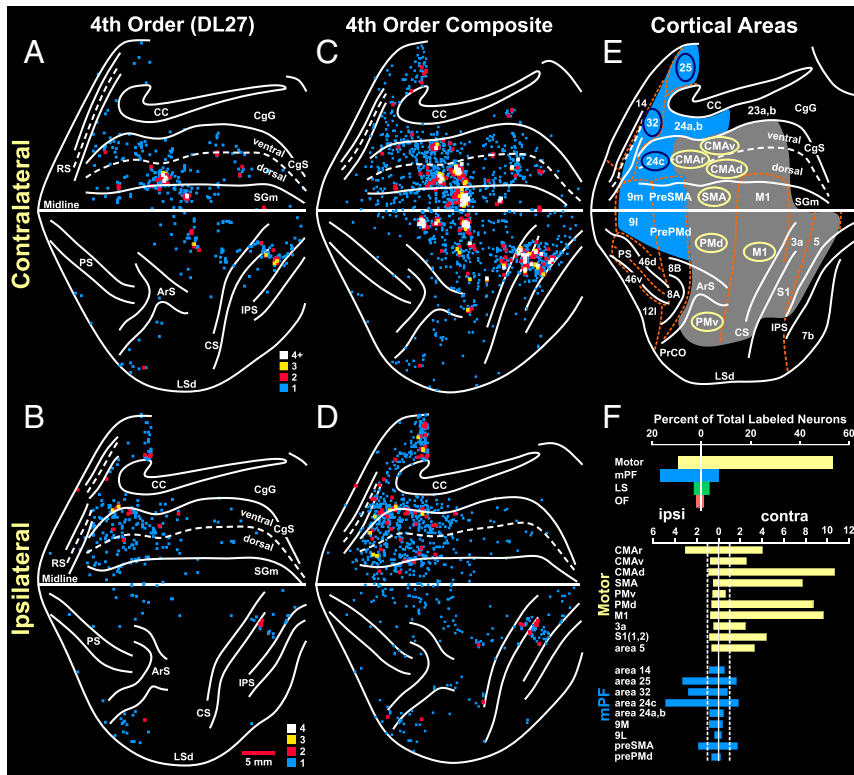 4th Order (DL27)
4th Order Composite
Cortical Areas
Contralateral
Ipsilateral
A
CC
CgG
ventral
CgS
dorsal
RS
SGm
Midline
PS
ArS
IPS
CS
LSd
4+
3
2
1
C
E
25
14
CC
23a,b
CgG
32
24a,b
CMAv
ventral
CgS
24c
CMAr
CMAd
dorsal
9m
PreSMA
SMA
M1
SGm
9l
PrePMd
PMd
M1
3a
5
PS
46d
8B
46v
ArS
8A
S1
12l
PMv
IPS
CS
7b
PrCO
LSd
B
CC
CgG
ventral
CgS
dorsal
RS
SGm
Midline
PS
ArS
IPS
CS
LSd
4
3
2
1
5 mm
D
F
Percent of Total Labeled Neurons
20 0 20 40 60
Motor
mPF
LS
OF
ipsi contra
6 4 2 0 2 4 6 8 10 12
Motor
CMAr
CMAv
CMAd
SMA
PMv
PMd
M1
3a
S1(1,2)
area 5
mPF
area 14
area 25
area 32
area 24c
area 24a,b
9M
9L
preSMA
prePMd